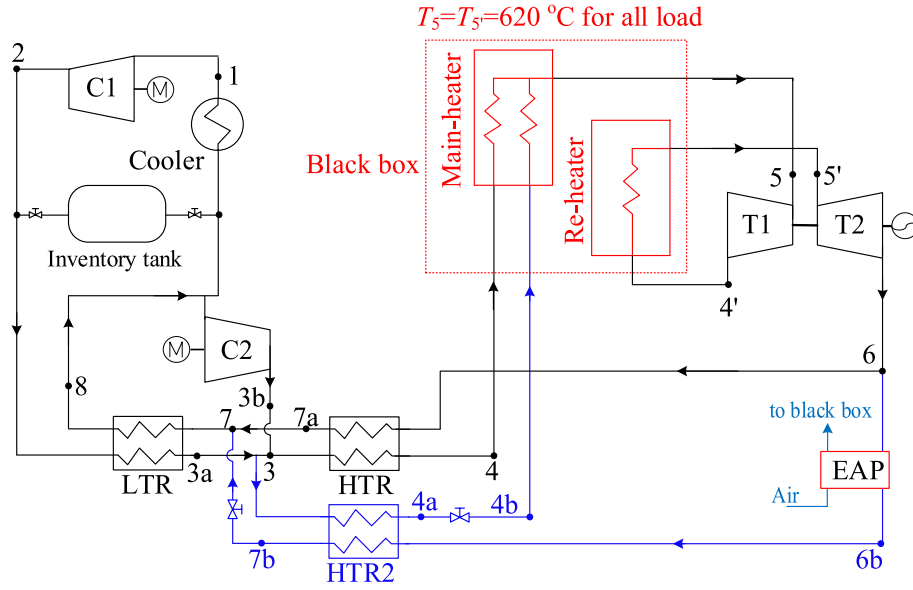 T5=T5'=620 °C for all load
2
C1
M
1
Cooler
Main-heater
Black box
Re-heater
5
5'
T1
T2
Inventory tank
4'
M
C2
8
3b
6
7
7a
to black box
3a
3
4
LTR
HTR
EAP
4a
4b
Air
7b
HTR2
6b